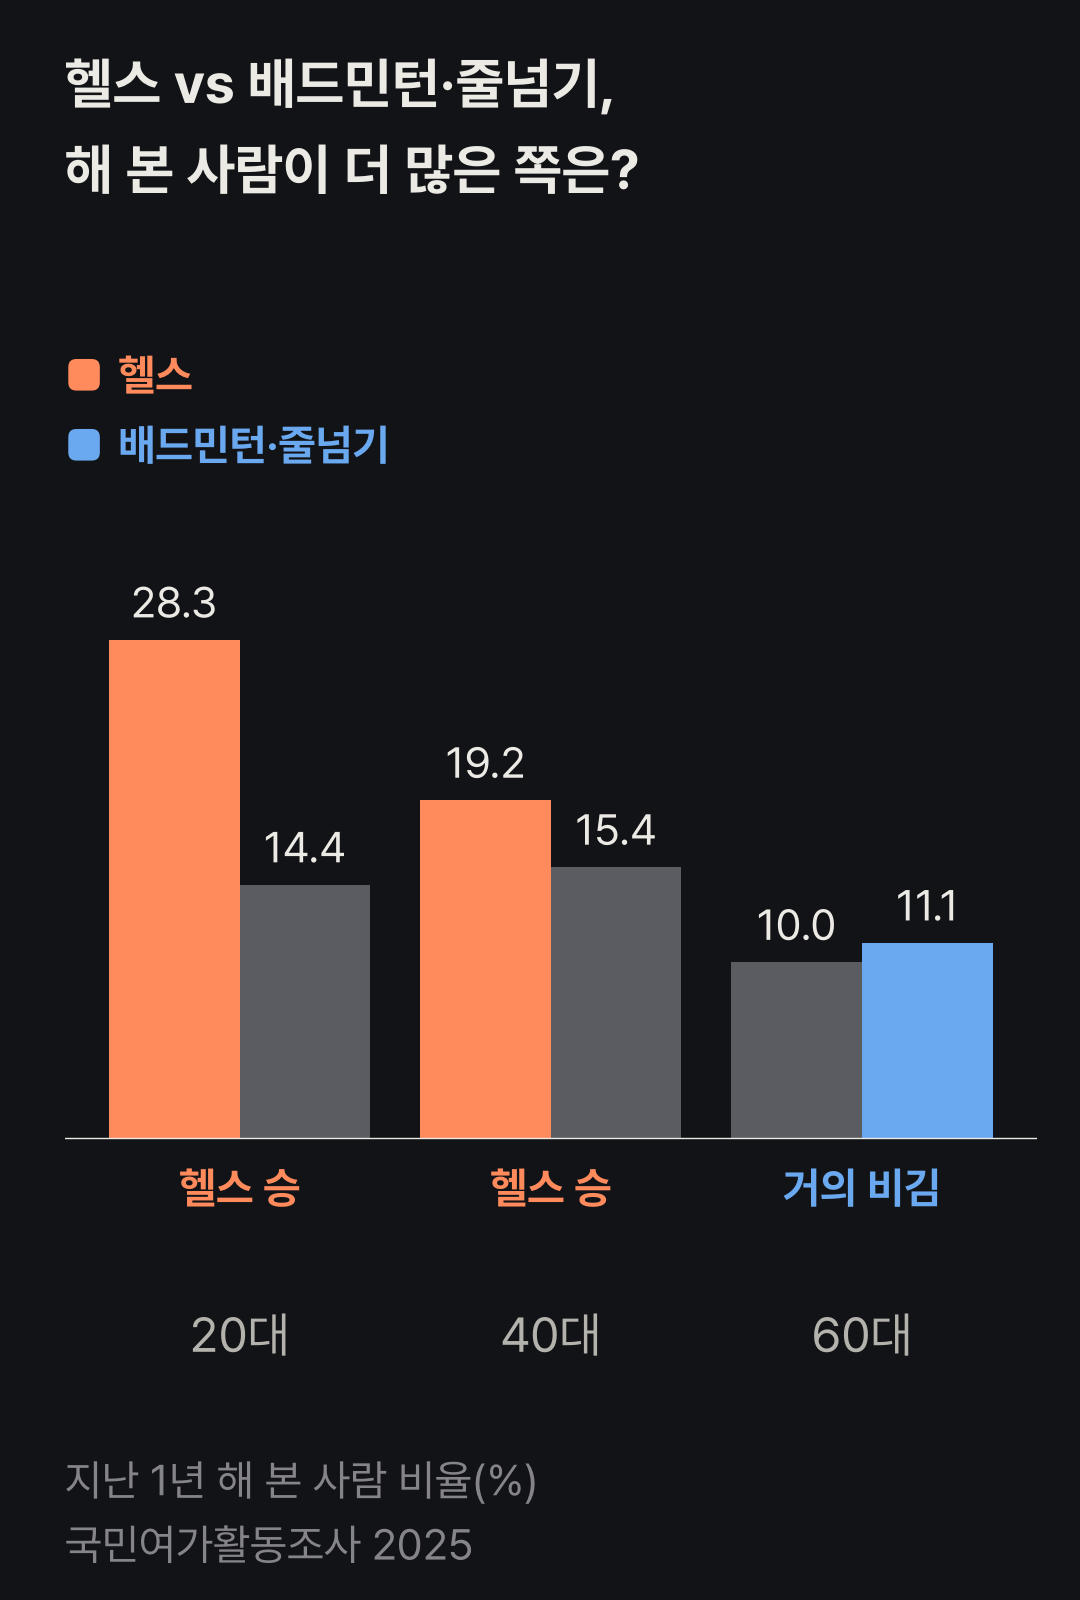 헬스 vs 배드민턴·줄넘기,
해 본 사람이 더 많은 쪽은?
헬스
배드민턴·줄넘기
28.3
14.4
19.2
15.4
10.0
11.1
헬스 승
헬스 승
거의 비김
20대
40대
60대
지난 1년 해 본 사람 비율(%)
국민여가활동조사 2025